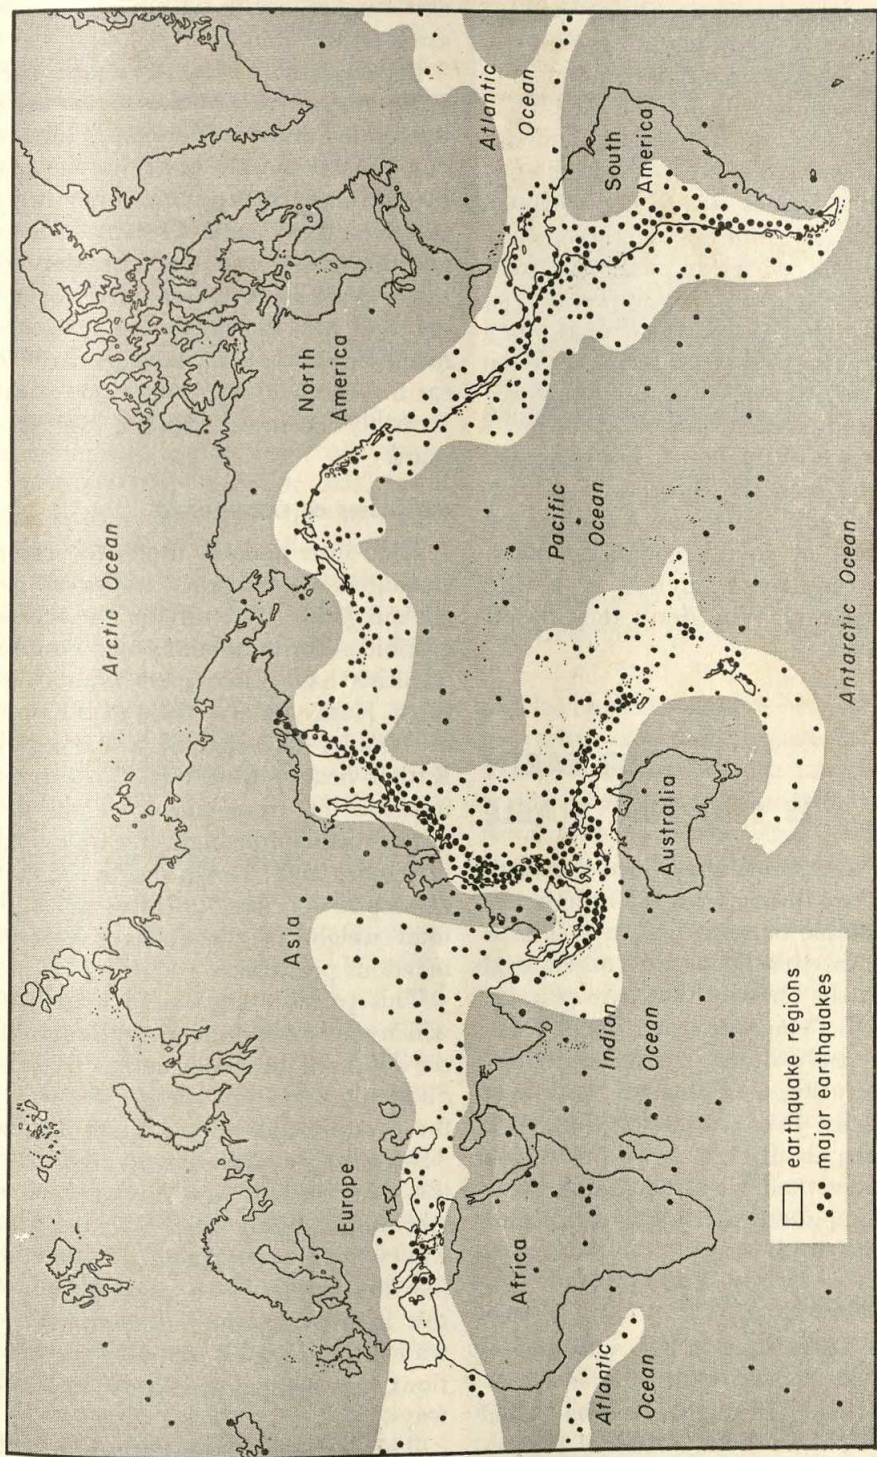 Arctic Ocean
North
America
Atlantic
Ocean
Europe
Asia
Pacific
Ocean
South
America
Africa
Indian
Ocean
Australia
Atlantic
Ocean
Antarctic Ocean
earthquake regions
major earthquakes